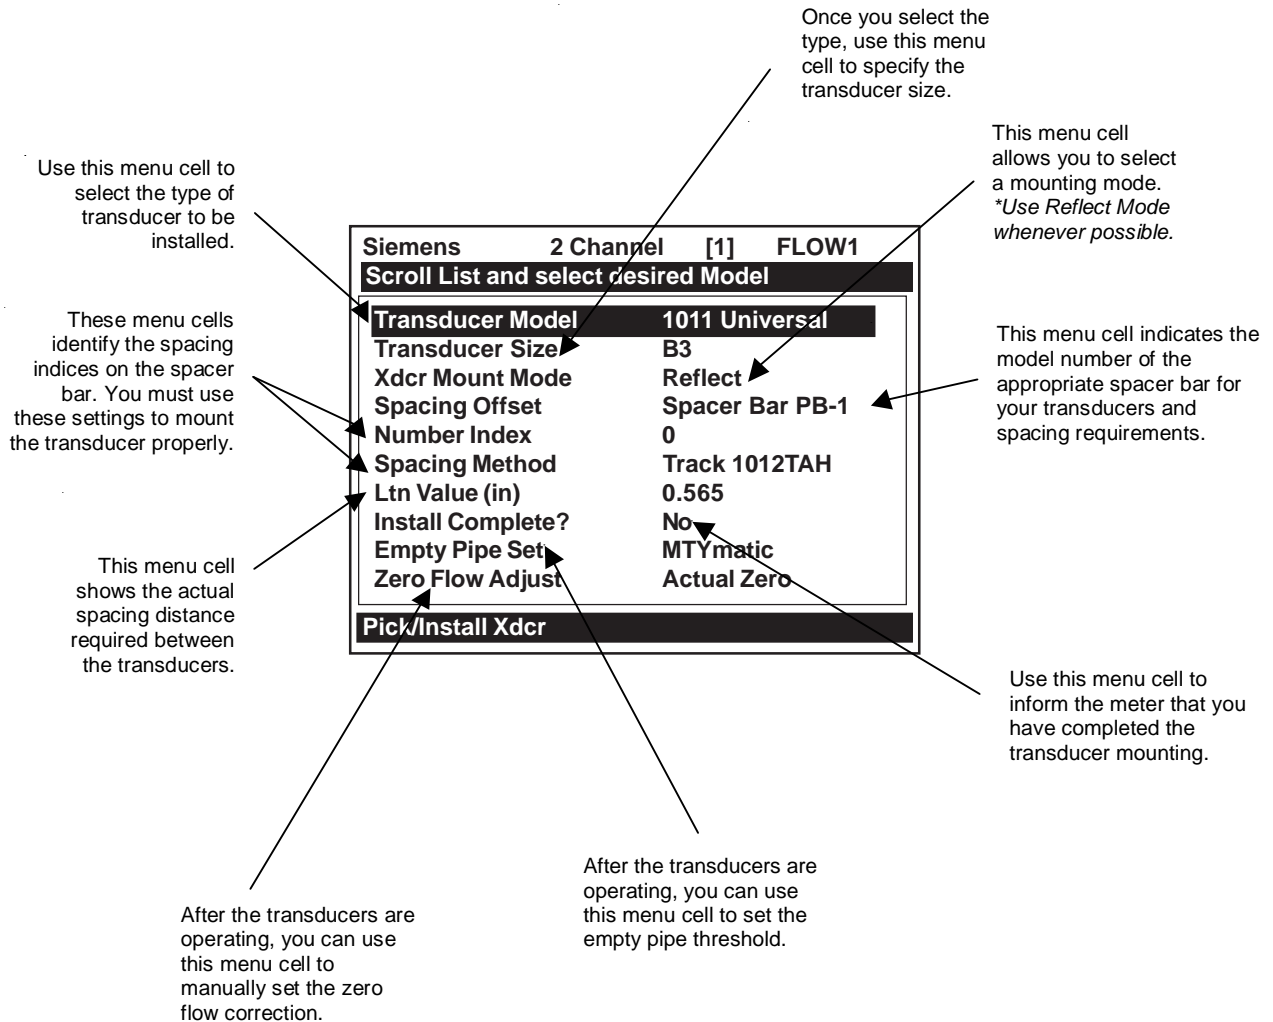 Once you select the
type, use this menu
cell to specify the
transducer size.
This menu cell
allows you to select
a mounting mode.
*Use Reflect Mode
whenever possible.
Use this menu cell to
select the type of
transducer to be
installed.
These menu cells
identify the spacing
indices on the spacer
bar. You must use
these settings to mount
the transducer properly.
This menu cell
shows the actual
spacing distance
required between
the transducers.
Siemens 2 Channel [1] FLOW1
Scroll List and select desired Model
Transducer Model 1011 Universal
Transducer Size B3
Xdcr Mount Mode Reflect
Spacing Offset Spacer Bar PB-1
Number Index 0
Spacing Method Track 1012TAH
Ltn Value (in) 0.565
Install Complete? No
Empty Pipe Set MTYmatic
Zero Flow Adjust Actual Zero
Pick/Install Xdcr
This menu cell indicates the
model number of the
appropriate spacer bar for
your transducers and
spacing requirements.
Use this menu cell to
inform the meter that you
have completed the
transducer mounting.
After the transducers are
operating, you can use
this menu cell to set the
empty pipe threshold.
After the transducers are
operating, you can use
this menu cell to
manually set the zero
flow correction.